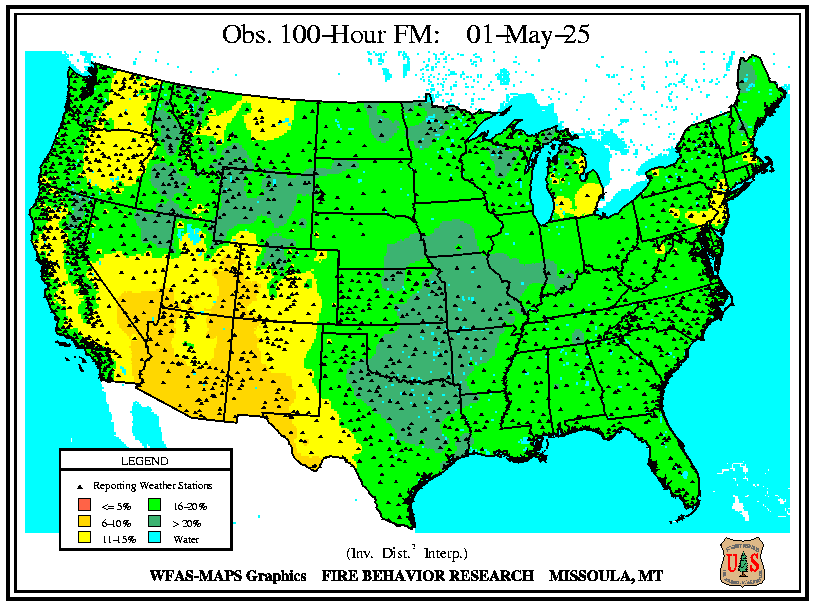 Obs. 100-Hour FM: 01-May-25
LEGEND
Reporting Weather Stations
<= 5% 16-20%
6-10% > 20%
11-15% Water
(Inv. Dist.² Interp.)
WFAS-MAPS Graphics FIRE BEHAVIOR RESEARCH MISSOULA, MT
U S